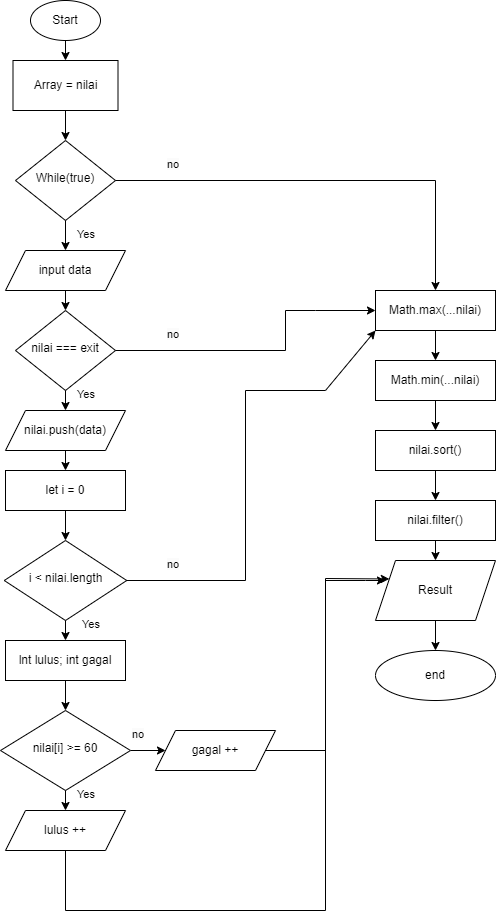 Start
Array = nilai
While(true)
no
Yes
input data
nilai === exit
no
Yes
nilai.push(data)
let i = 0
i < nilai.length
no
Yes
Int lulus; int gagal
nilai[i] >= 60
no
gagal ++
Yes
lulus ++
Math.max(...nilai)
Math.min(...nilai)
nilai.sort()
nilai.filter()
Result
end